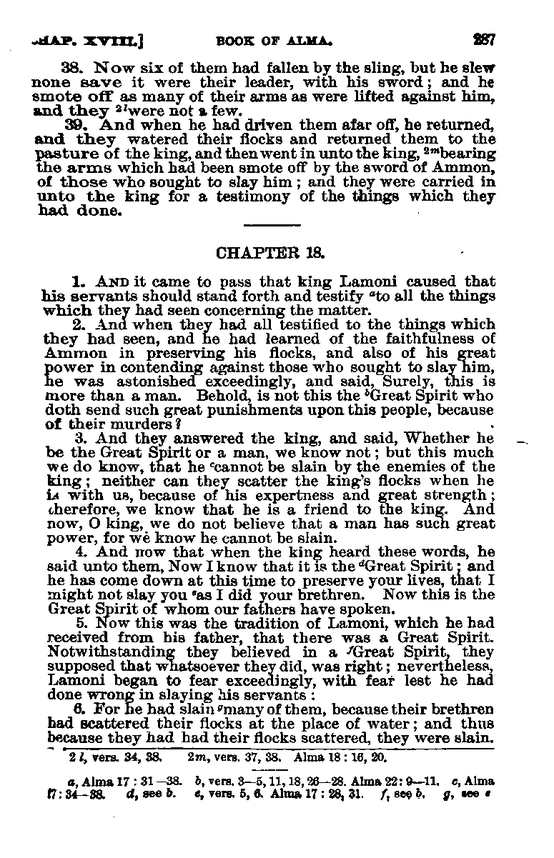 CHAP. XVIII.] BOOK OF ALMA. 287
38. Now six of them had fallen by the sling, but he slew
none save it were their leader, with his sword; and he
smote off as many of their arms as were lifted against him,
and they 2lwere not a few.
39. And when he had driven them afar off, he returned,
and they watered their flocks and returned them to the
pasture of the king, and then went in unto the king, 2mbearing
the arms which had been smote off by the sword of Ammon,
of those who sought to slay him; and they were carried in
unto the king for a testimony of the things which they
had done.
CHAPTER 18.
1. AND it came to pass that king Lamoni caused that
his servants should stand forth and testify ato all the things
which they had seen concerning the matter.
2. And when they had all testified to the things which
they had seen, and he had learned of the faithfulness of
Ammon in preserving his flocks, and also of his great
power in contending against those who sought to slay him,
he was astonished exceedingly, and said, Surely, this is
more than a man. Behold, is not this the bGreat Spirit who
doth send such great punishments upon this people, because
of their murders?
3. And they answered the king, and said, Whether he
be the Great Spirit or a man, we know not; but this much
we do know, that he ccannot be slain by the enemies of the
king; neither can they scatter the king's flocks when he
is with us, because of his expertness and great strength;
therefore, we know that he is a friend to the king. And
now, O king, we do not believe that a man has such great
power, for we know he cannot be slain.
4. And now that when the king heard these words, he
said unto them, Now I know that it is the dGreat Spirit; and
he has come down at this time to preserve your lives, that I
might not slay you eas I did your brethren. Now this is the
Great Spirit of whom our fathers have spoken.
5. Now this was the tradition of Lamoni, which he had
received from his father, that there was a Great Spirit.
Notwithstanding they believed in a fGreat Spirit, they
supposed that whatsoever they did, was right; nevertheless,
Lamoni began to fear exceedingly, with fear lest he had
done wrong in slaying his servants:
6. For he had slain gmany of them, because their brethren
had scattered their flocks at the place of water; and thus
because they had had their flocks scattered, they were slain.
2 l, vers. 34, 38. 2m, vers. 37, 38. Alma 18: 16, 20.
a, Alma 17: 31—38. b, vers. 3—5, 11, 18, 26—28. Alma 22: 9—11. c, Alma
17: 34—38. d, see b. e, vers. 5, 6. Alma 17: 28, 31. f, see b. g, see e